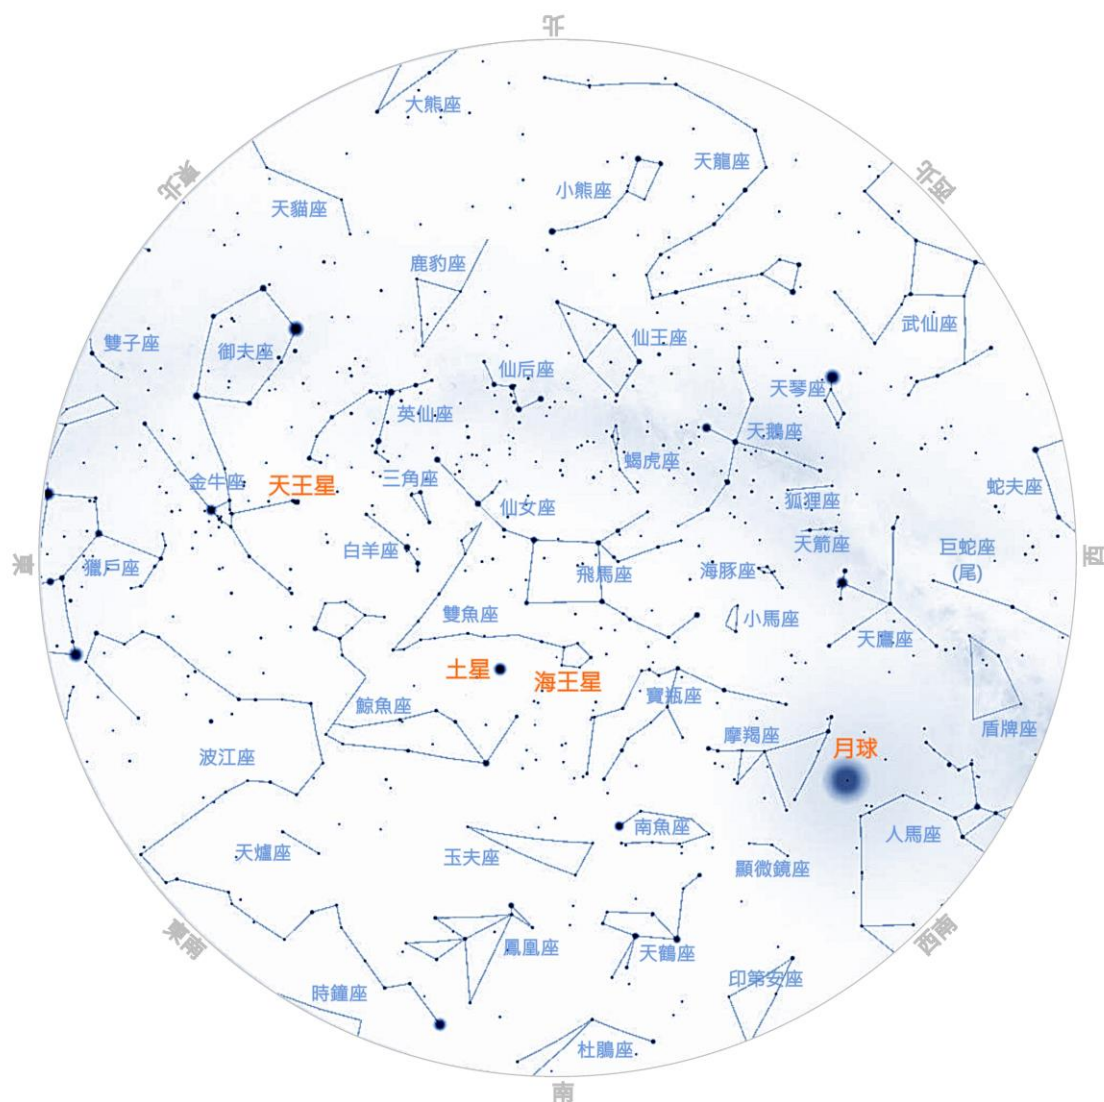 北
大熊座
天龍座
小熊座
東北
西北
天貓座
鹿豹座
武仙座
仙王座
雙子座
御夫座
仙后座
天琴座
英仙座
天鵝座
蝎虎座
三角座
金牛座
天王星
蛇夫座
狐狸座
仙女座
天箭座
白羊座
巨蛇座
(尾)
東
獵戶座
飛馬座
海豚座
西
雙魚座
小馬座
天鷹座
土星
海王星
寶瓶座
鯨魚座
盾牌座
摩羯座
月球
波江座
南魚座
人馬座
天爐座
玉夫座
顯微鏡座
東南
西南
鳳凰座
天鶴座
印第安座
時鐘座
杜鵑座
南